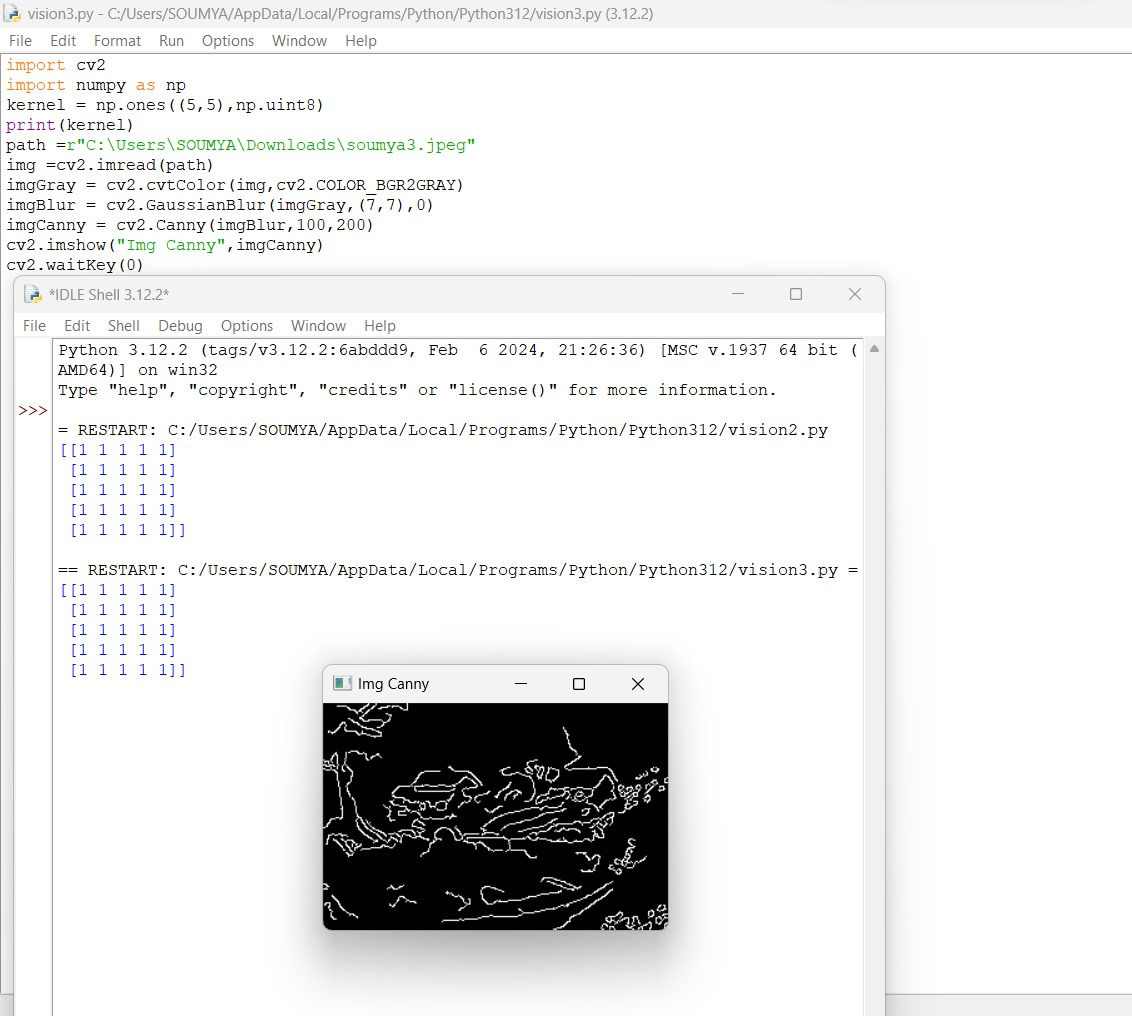 vision3.py - C:/Users/SOUMYA/AppData/Local/Programs/Python/Python312/vision3.py (3.12.2)
File Edit Format Run Options Window Help
import cv2
import numpy as np
kernel = np.ones((5,5),np.uint8)
print(kernel)
path =r"C:\Users\SOUMYA\Downloads\soumya3.jpeg"
img =cv2.imread(path)
imgGray = cv2.cvtColor(img,cv2.COLOR_BGR2GRAY)
imgBlur = cv2.GaussianBlur(imgGray,(7,7),0)
imgCanny = cv2.Canny(imgBlur,100,200)
cv2.imshow("Img Canny",imgCanny)
cv2.waitKey(0)
*IDLE Shell 3.12.2*
File Edit Shell Debug Options Window Help
Python 3.12.2 (tags/v3.12.2:6abddd9, Feb  6 2024, 21:26:36) [MSC v.1937 64 bit (
AMD64)] on win32
Type "help", "copyright", "credits" or "license()" for more information.
>>>
= RESTART: C:/Users/SOUMYA/AppData/Local/Programs/Python/Python312/vision2.py
[[1 1 1 1 1]
 [1 1 1 1 1]
 [1 1 1 1 1]
 [1 1 1 1 1]
 [1 1 1 1 1]]
== RESTART: C:/Users/SOUMYA/AppData/Local/Programs/Python/Python312/vision3.py =
[[1 1 1 1 1]
 [1 1 1 1 1]
 [1 1 1 1 1]
 [1 1 1 1 1]
 [1 1 1 1 1]]
Img Canny